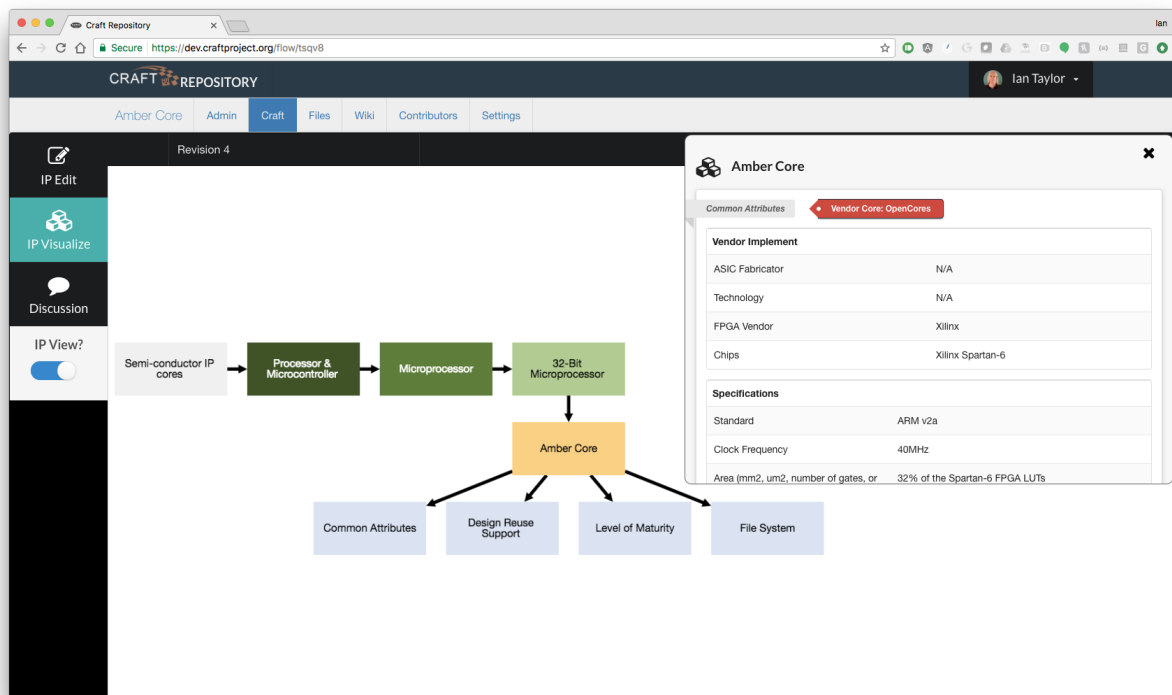 Craft Repository
Ian
Secure https://dev.craftproject.org/flow/tsqv8
CRAFT REPOSITORY
Ian Taylor
Amber Core Admin Craft Files Wiki Contributors Settings
Revision 4
IP Edit
IP Visualize
Discussion
IP View?
Semi-conductor IP
cores
Processor &
Microcontroller
Microprocessor
32-Bit
Microprocessor
Amber Core
Common Attributes
Design Reuse
Support
Level of Maturity
File System
Amber Core
Common Attributes
Vendor Core: OpenCores
Vendor Implement
ASIC Fabricator N/A
Technology N/A
FPGA Vendor Xilinx
Chips Xilinx Spartan-6
Specifications
Standard ARM v2a
Clock Frequency 40MHz
Area (mm2, um2, number of gates, or 32% of the Spartan-6 FPGA LUTs